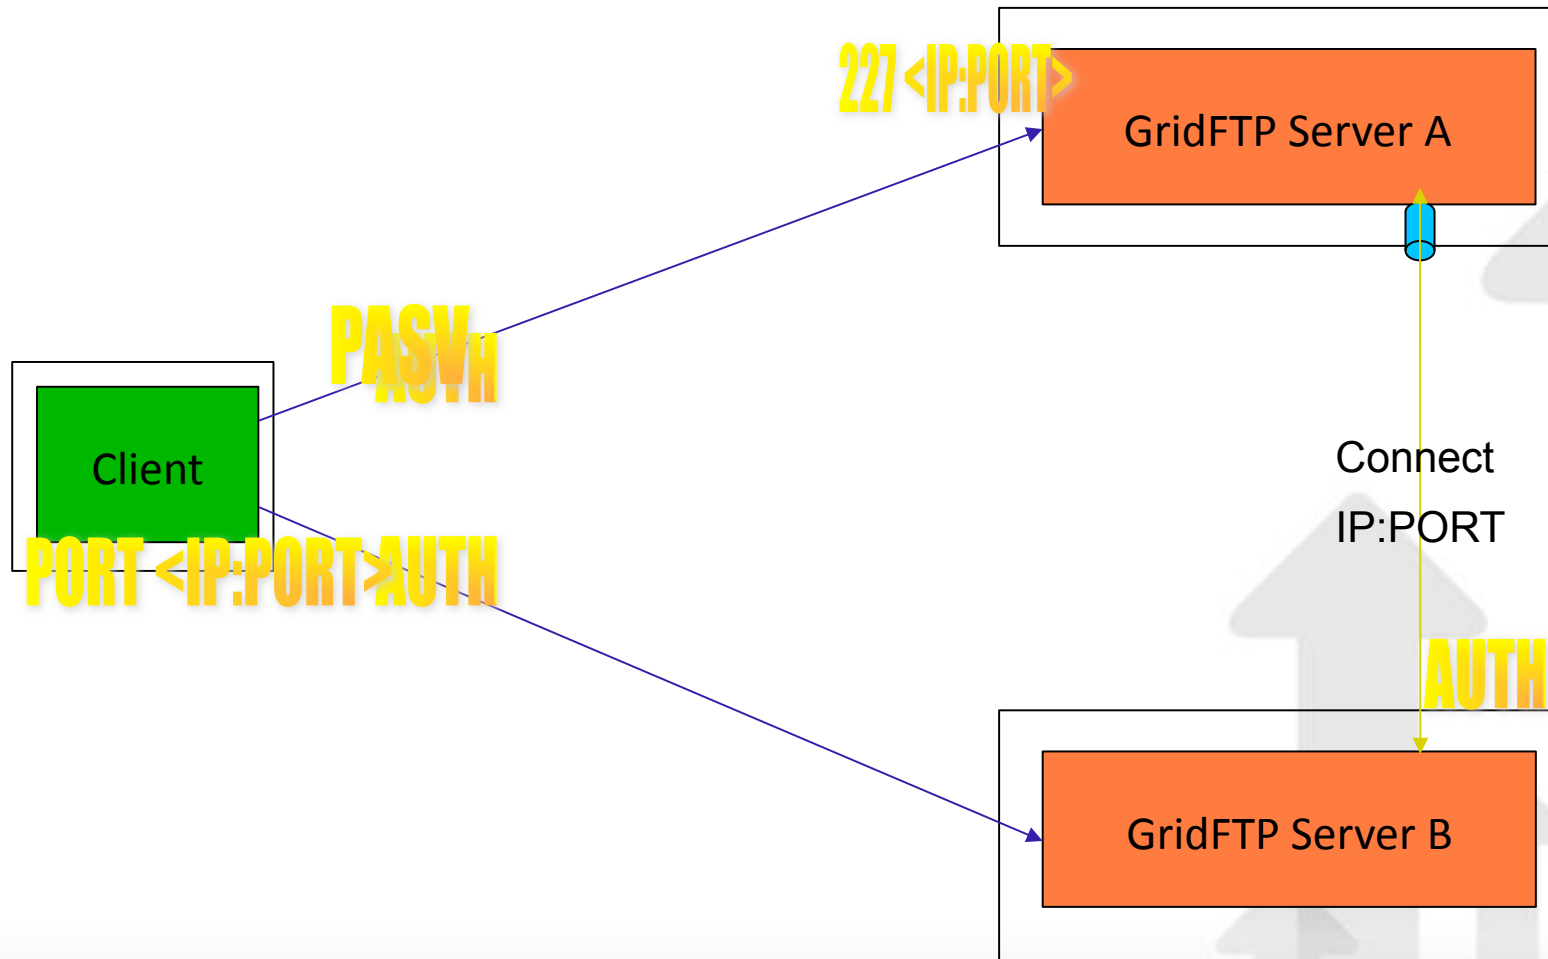 227 <IP:PORT>
GridFTP Server A
PASV
AUTH
Client
Connect
IP:PORT
PORT <IP:PORT>
AUTH
AUTH
GridFTP Server B